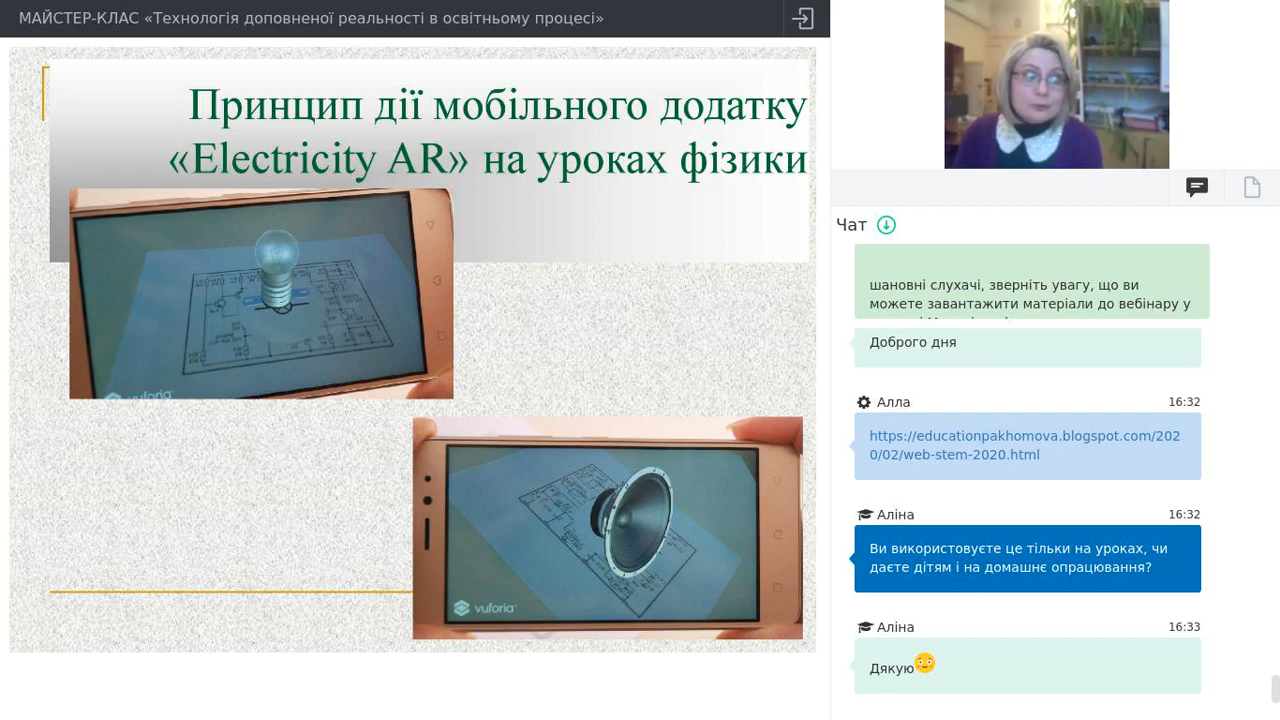 МАЙСТЕР-КЛАС «Технологія доповненої реальності в освітньому процесі»
Принцип дії мобільного додатку
«Electricity AR» на уроках фізики
vuforia
vuforia
Чат
шановні слухачі, зверніть увагу, що ви
можете завантажити матеріали до вебінару у
Доброго дня
Алла 16:32
https://educationpakhomova.blogspot.com/202
0/02/web-stem-2020.html
Аліна 16:32
Ви використовуєте це тільки на уроках, чи
даєте дітям і на домашнє опрацювання?
Аліна 16:33
Дякую😳